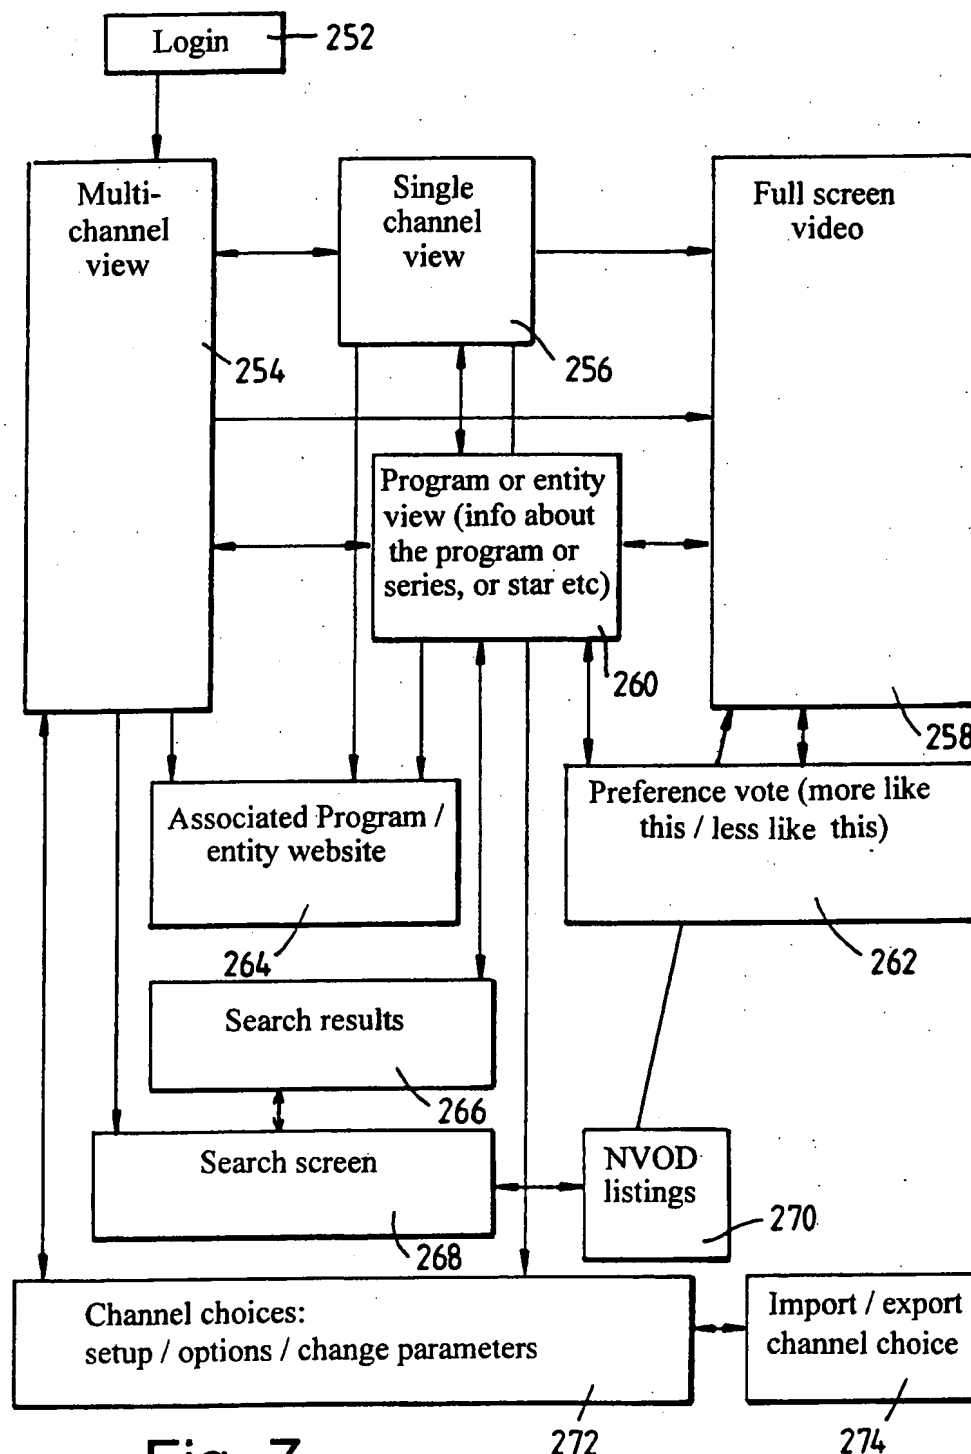 Login
252
Multi-
channel
view
254
Single
channel
view
256
Full screen
video
258
Program or entity
view (info about
the program or
series, or star etc)
260
Associated Program /
entity website
264
Preference vote (more like
this / less like this)
262
Search results
266
Search screen
268
NVOD
listings
270
Channel choices:
setup / options / change parameters
272
Import / export
channel choice
274
Fig. 7